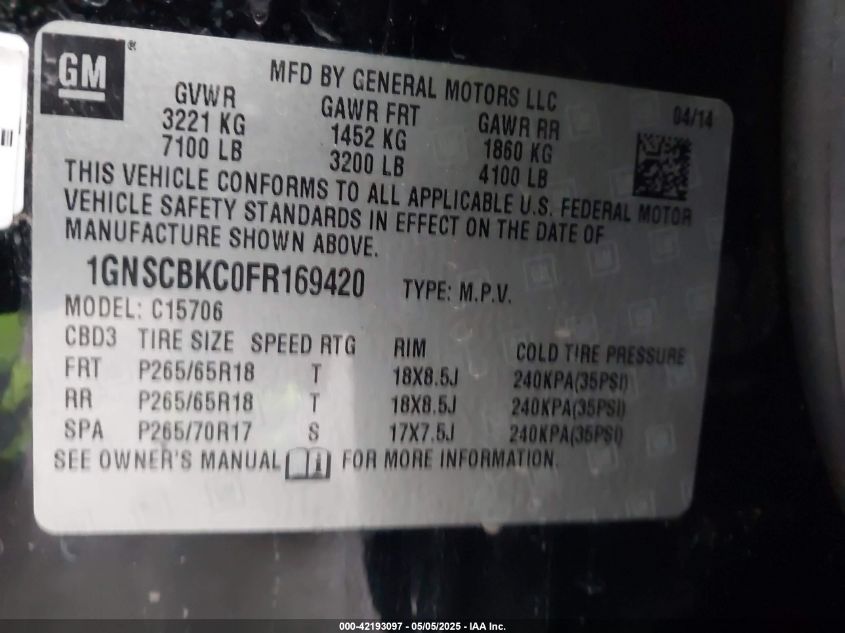 GM ®
MFD BY GENERAL MOTORS LLC
GVWR GAWR FRT GAWR RR 04/14
3221 KG 1452 KG 1860 KG
7100 LB 3200 LB 4100 LB
THIS VEHICLE CONFORMS TO ALL APPLICABLE U.S. FEDERAL MOTOR
VEHICLE SAFETY STANDARDS IN EFFECT ON THE DATE OF
MANUFACTURE SHOWN ABOVE.
1GNSCBKC0FR169420 TYPE: M.P.V.
MODEL: C15706
CBD3 TIRE SIZE SPEED RTG RIM COLD TIRE PRESSURE
FRT P265/65R18 T 18X8.5J 240KPA(35PSI)
RR P265/65R18 T 18X8.5J 240KPA(35PSI)
SPA P265/70R17 S 17X7.5J 240KPA(35PSI)
SEE OWNER'S MANUAL FOR MORE INFORMATION.
000-42193097 - 05/05/2025 - IAA Inc.